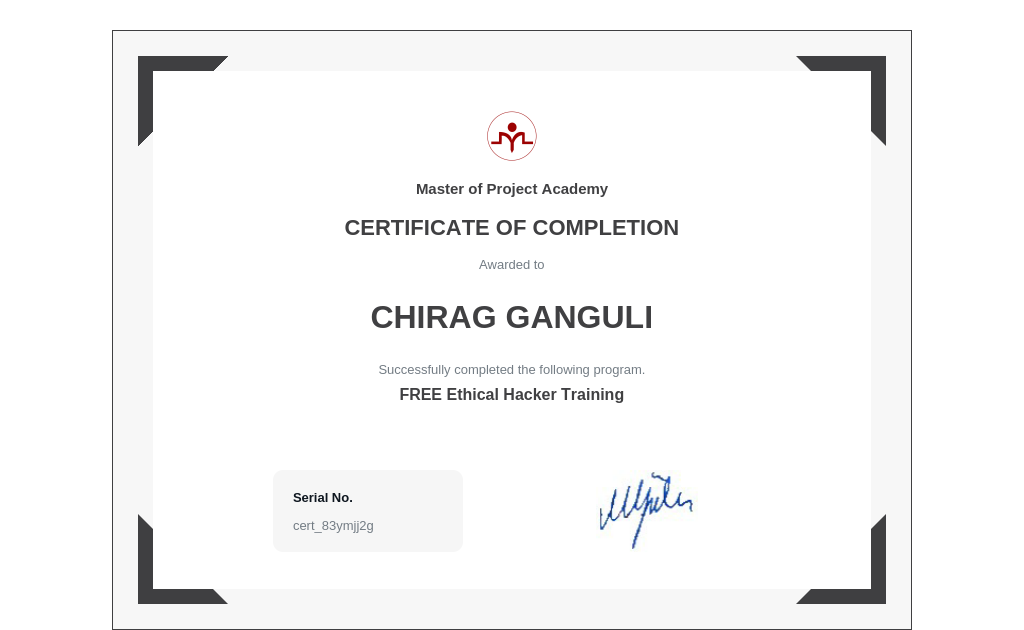 Master of Project Academy
CERTIFICATE OF COMPLETION
Awarded to
CHIRAG GANGULI
Successfully completed the following program.
FREE Ethical Hacker Training
Serial No.
cert_83ymjj2g